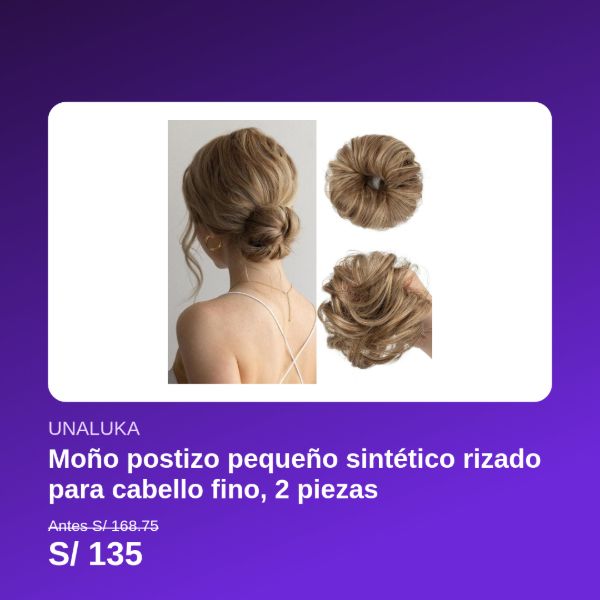 UNALUKA
Moño postizo pequeño sintético rizado
para cabello fino, 2 piezas
Antes S/ 168.75
S/ 135